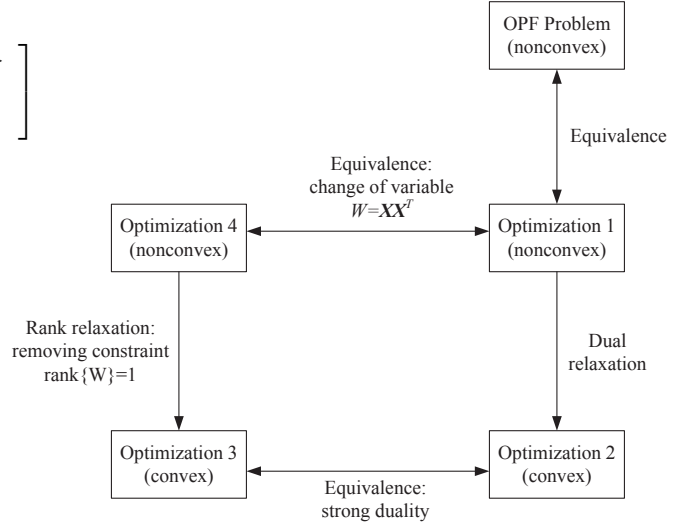 OPF Problem
(nonconvex)
Equivalence
Equivalence:
change of variable
W=XXᵀ
Optimization 4
(nonconvex)
Optimization 1
(nonconvex)
Rank relaxation:
removing constraint
rank{W}=1
Dual
relaxation
Optimization 3
(convex)
Optimization 2
(convex)
Equivalence:
strong duality